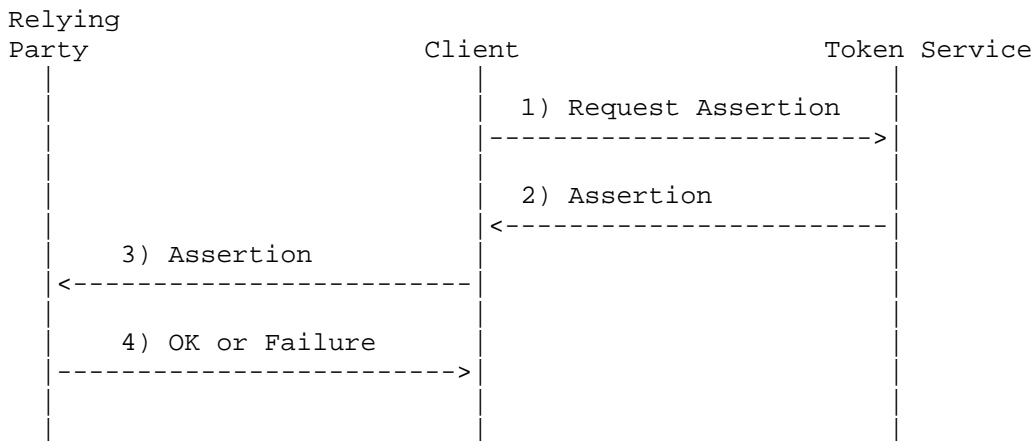 Relying
Party Client Token Service
1) Request Assertion
2) Assertion
3) Assertion
4) OK or Failure